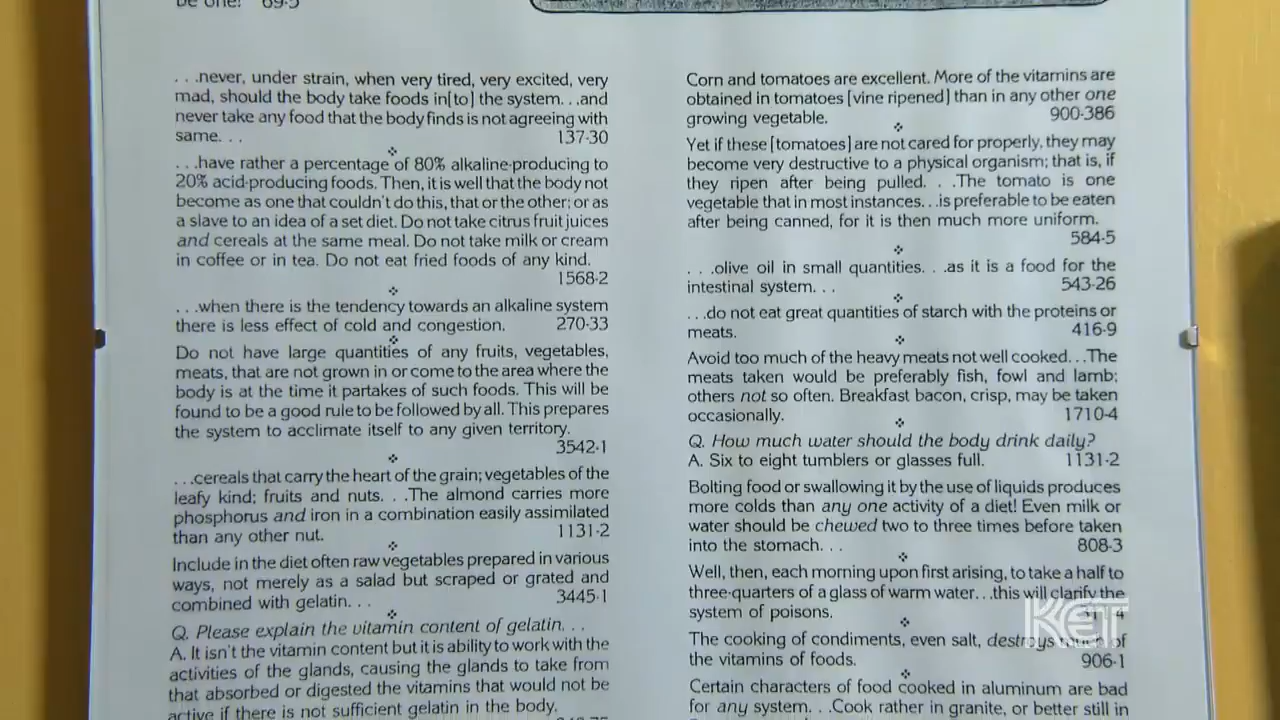 be one! 69-5
. . .never, under strain, when very tired, very excited, very
mad, should the body take foods in[to] the system. . .and
never take any food that the body finds is not agreeing with
same. . . 137-30
. . .have rather a percentage of 80% alkaline-producing to
20% acid-producing foods. Then, it is well that the body not
become as one that couldn't do this, that or the other; or as
a slave to an idea of a set diet. Do not take citrus fruit juices
and cereals at the same meal. Do not take milk or cream
in coffee or in tea. Do not eat fried foods of any kind.
1568-2
. . .when there is the tendency towards an alkaline system
there is less effect of cold and congestion. 270-33
Do not have large quantities of any fruits, vegetables,
meats, that are not grown in or come to the area where the
body is at the time it partakes of such foods. This will be
found to be a good rule to be followed by all. This prepares
the system to acclimate itself to any given territory.
3542-1
. . .cereals that carry the heart of the grain; vegetables of the
leafy kind; fruits and nuts. . .The almond carries more
phosphorus and iron in a combination easily assimilated
than any other nut. 1131-2
Include in the diet often raw vegetables prepared in various
ways, not merely as a salad but scraped or grated and
combined with gelatin. . . 3445-1
Q. Please explain the vitamin content of gelatin. . .
A. It isn't the vitamin content but it is ability to work with the
activities of the glands, causing the glands to take from
that absorbed or digested the vitamins that would not be
active if there is not sufficient gelatin in the body.
Corn and tomatoes are excellent. More of the vitamins are
obtained in tomatoes [vine ripened] than in any other one
growing vegetable. 900-386
Yet if these [tomatoes] are not cared for properly, they may
become very destructive to a physical organism; that is, if
they ripen after being pulled. . .The tomato is one
vegetable that in most instances. . .is preferable to be eaten
after being canned, for it is then much more uniform.
584-5
. . .olive oil in small quantities. . .as it is a food for the
intestinal system. . . 543-26
. . .do not eat great quantities of starch with the proteins or
meats. 416-9
Avoid too much of the heavy meats not well cooked. . .The
meats taken would be preferably fish, fowl and lamb;
others not so often. Breakfast bacon, crisp, may be taken
occasionally. 1710-4
Q. How much water should the body drink daily?
A. Six to eight tumblers or glasses full. 1131-2
Bolting food or swallowing it by the use of liquids produces
more colds than any one activity of a diet! Even milk or
water should be chewed two to three times before taken
into the stomach. . . 808-3
Well, then, each morning upon first arising, to take a half to
three-quarters of a glass of warm water. . .this will clarify the
system of poisons.
KET
The cooking of condiments, even salt, destroys much of
the vitamins of foods. 906-1
Certain characters of food cooked in aluminum are bad
for any system. . .Cook rather in granite, or better still in